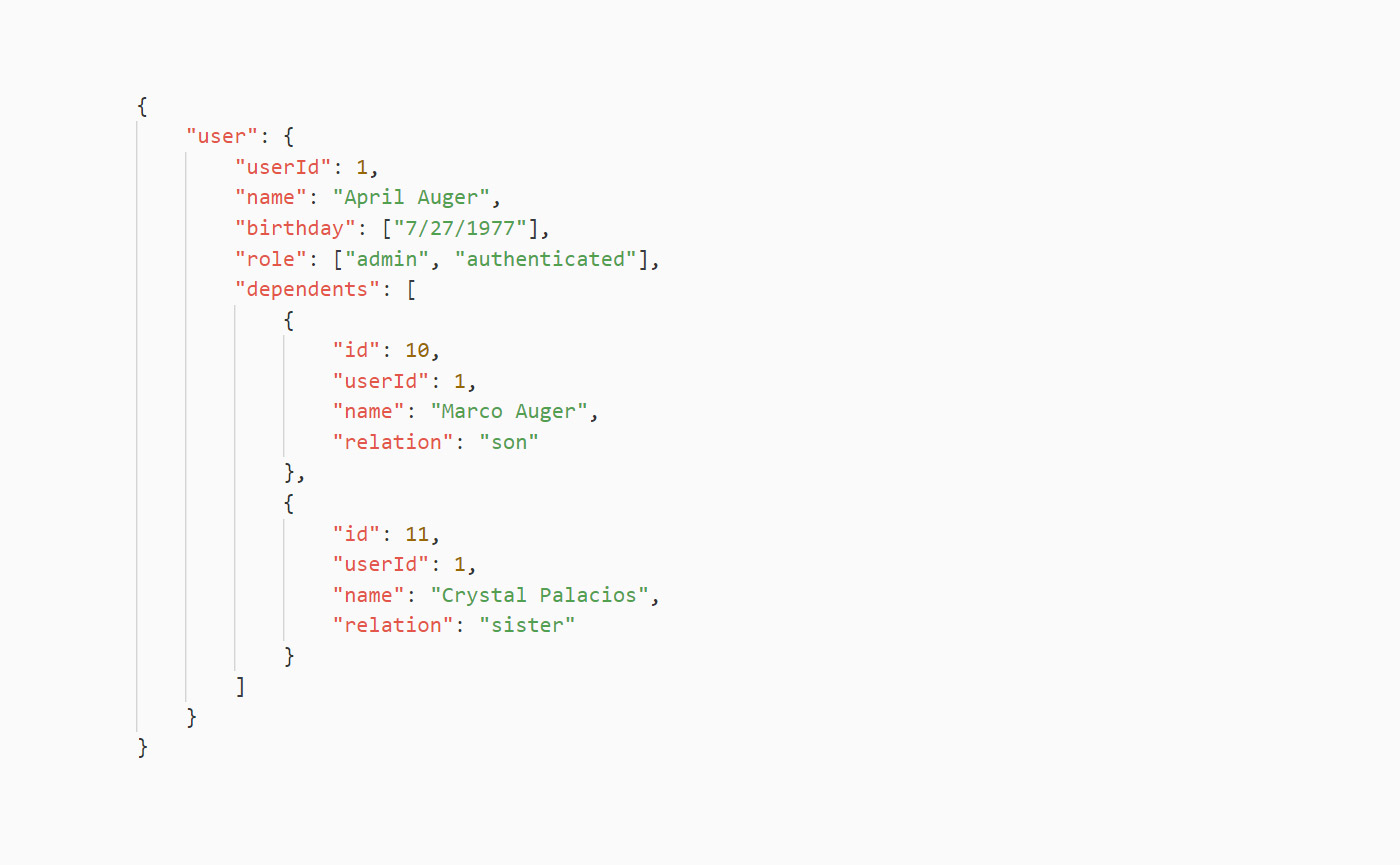 {
    "user": {
        "userId": 1,
        "name": "April Auger",
        "birthday": ["7/27/1977"],
        "role": ["admin", "authenticated"],
        "dependents": [
            {
                "id": 10,
                "userId": 1,
                "name": "Marco Auger",
                "relation": "son"
            },
            {
                "id": 11,
                "userId": 1,
                "name": "Crystal Palacios",
                "relation": "sister"
            }
        ]
    }
}